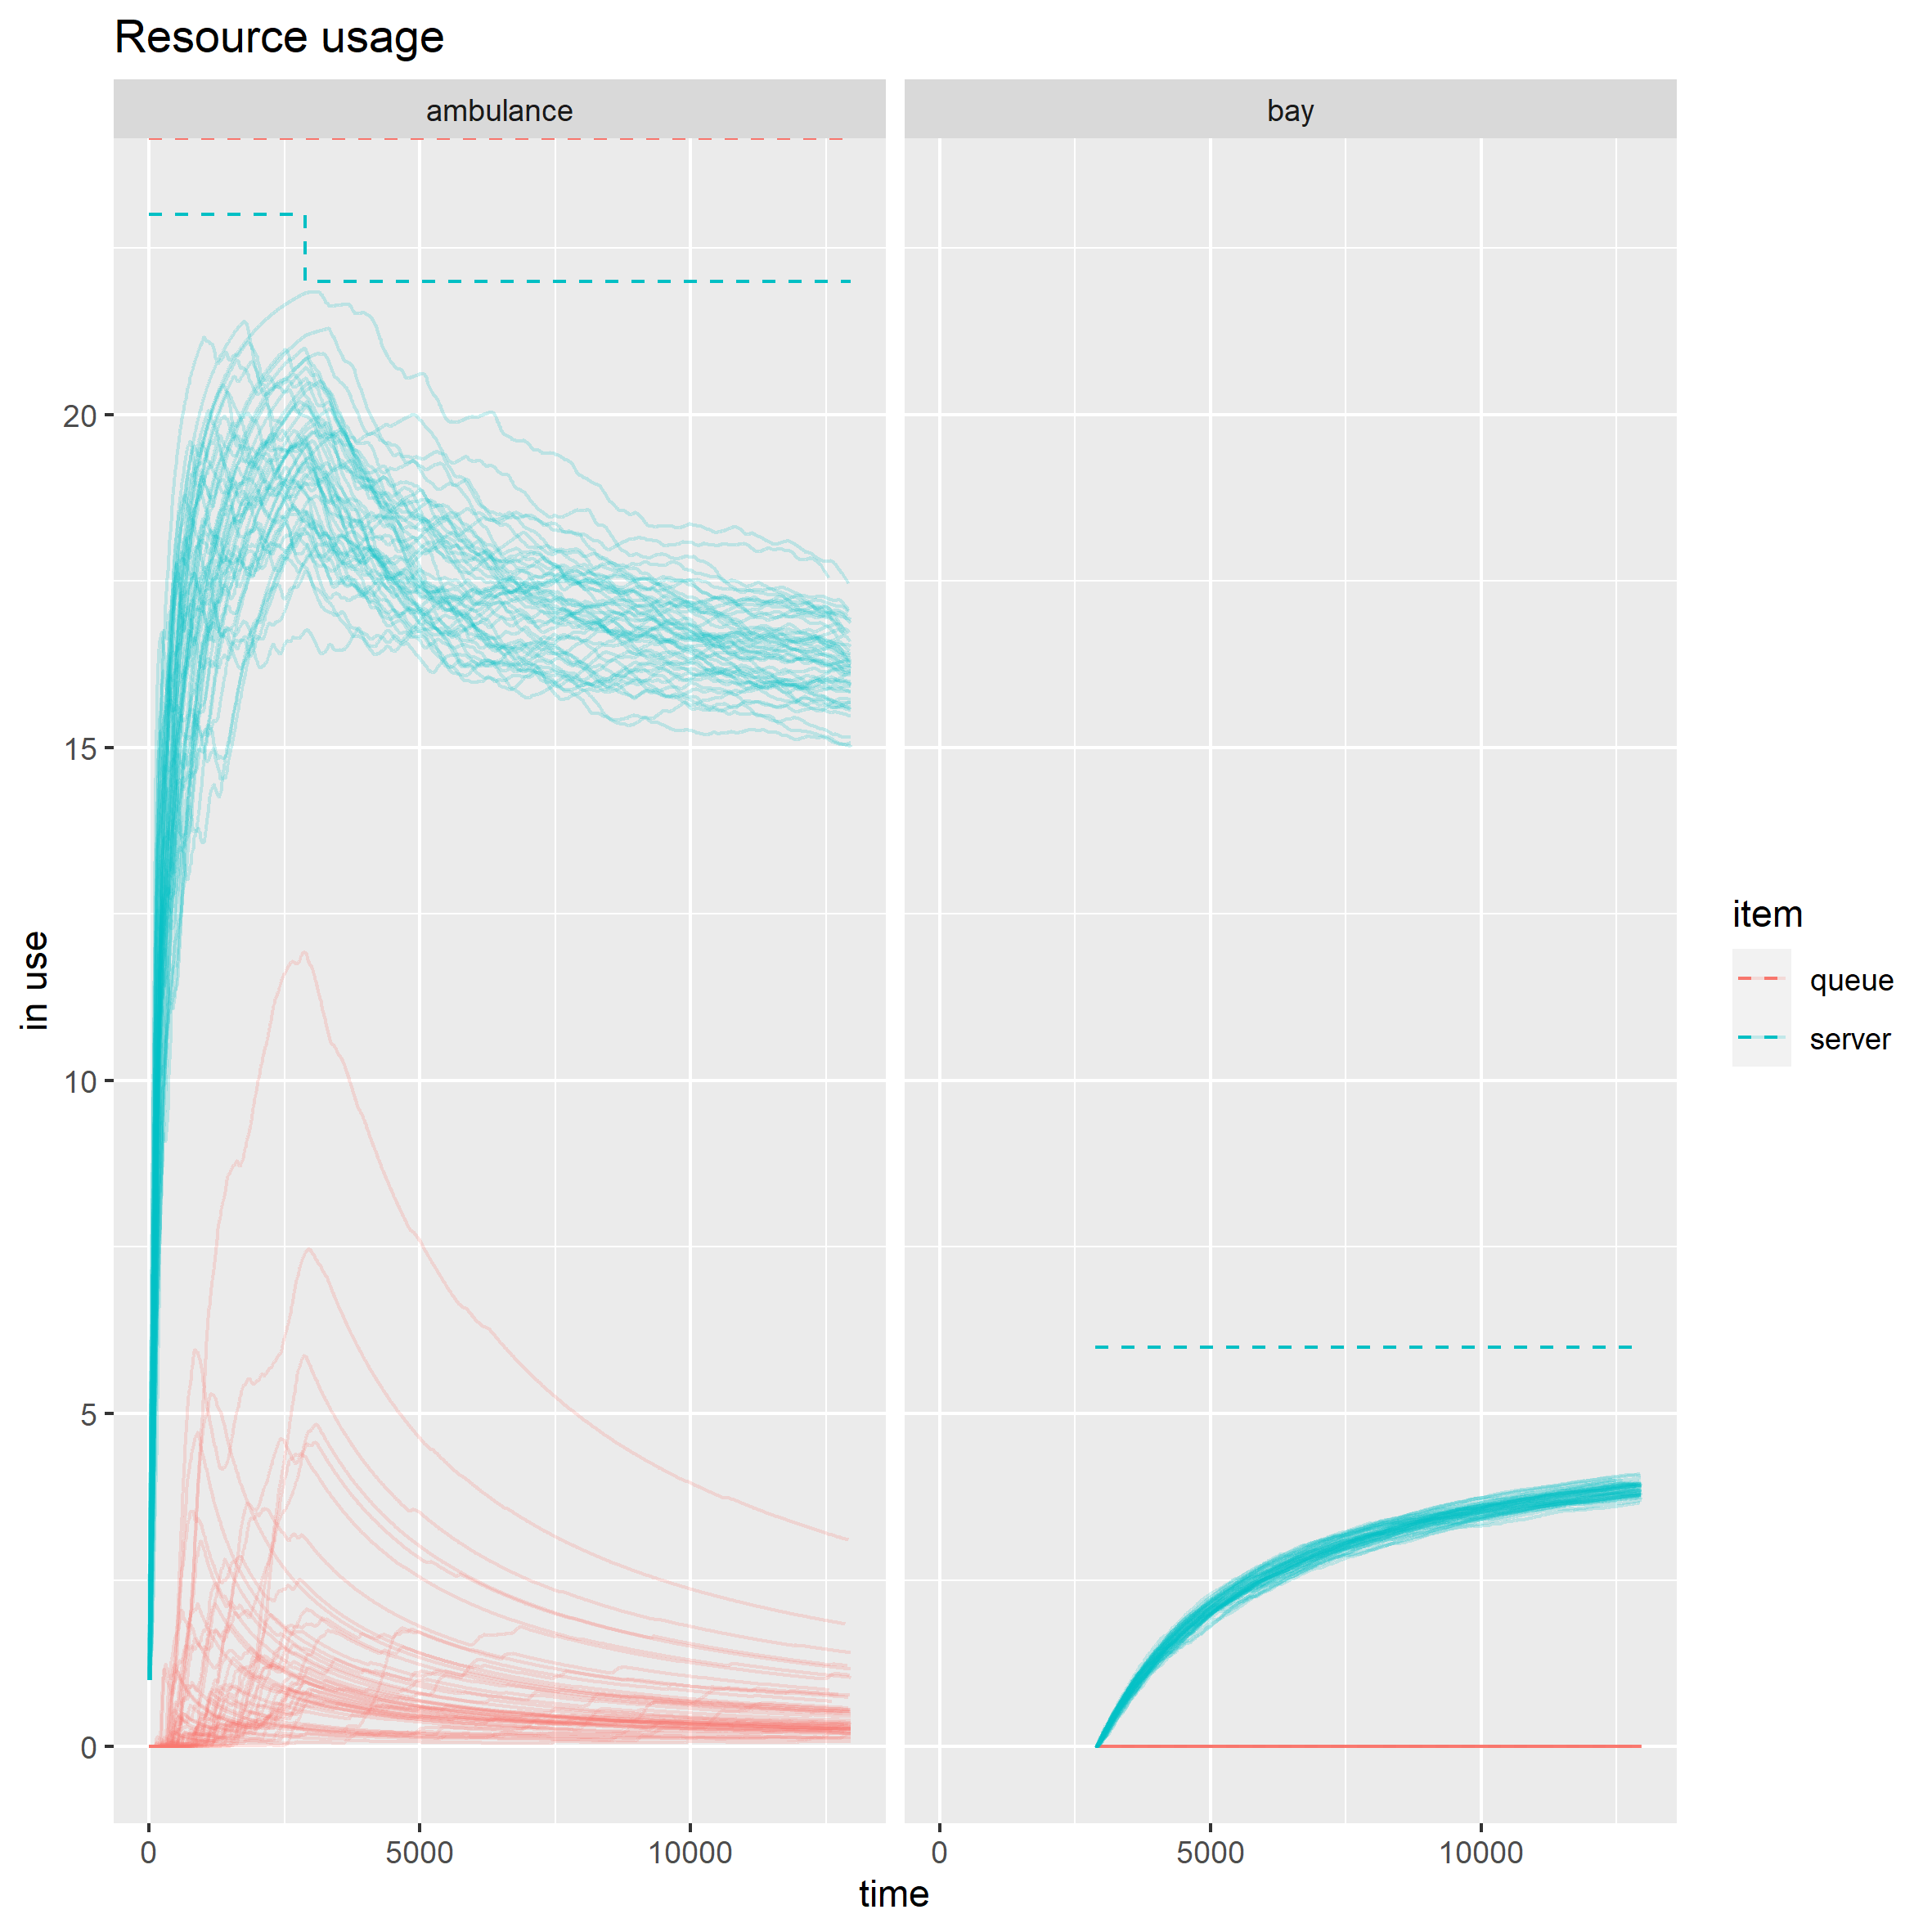 Resource usage
ambulance
bay
in use
20
15
10
5
0
0
5000
10000
0
5000
10000
time
item
queue
server